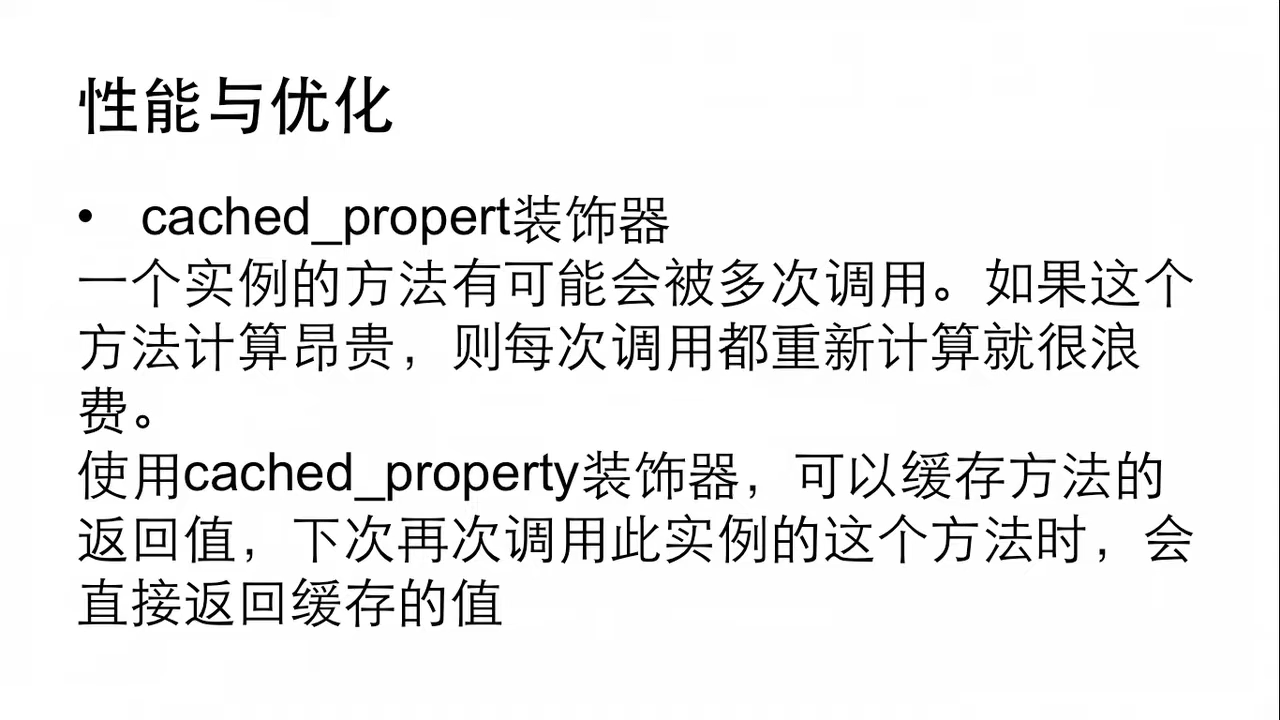 性能与优化
• cached_propert装饰器
一个实例的方法有可能会被多次调用。如果这个
方法计算昂贵，则每次调用都重新计算就很浪
费。
使用cached_property装饰器，可以缓存方法的
返回值，下次再次调用此实例的这个方法时，会
直接返回缓存的值